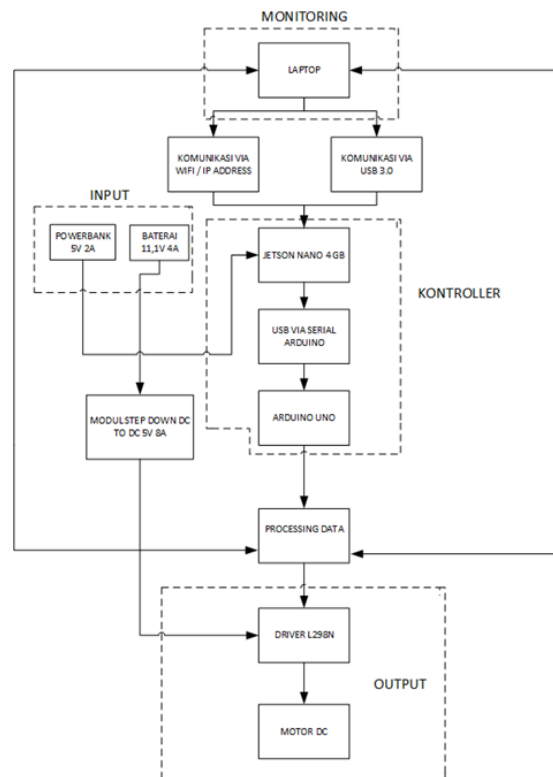 MONITORING
LAPTOP
KOMUNIKASI VIA
WIFI / IP ADDRESS
KOMUNIKASI VIA
USB 3.0
INPUT
POWERBANK
5V 2A
BATERAI
11,1V 4A
JETSON NANO 4 GB
KONTROLLER
USB VIA SERIAL
ARDUINO
ARDUINO UNO
MODUL STEP DOWN DC
TO DC 5V 8A
PROCESSING DATA
DRIVER L298N
OUTPUT
MOTOR DC